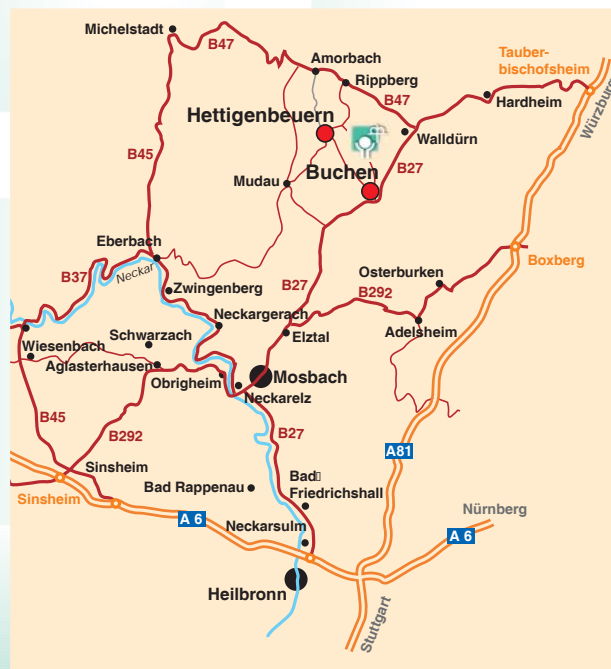 Michelstadt
B47
Amorbach
Rippberg
Tauber-
bischofsheim
B47
Hardheim
Würzburg
Hettigenbeuern
Walldürn
B45
B27
Buchen
Mudau
Eberbach
Neckar
B37
Zwingenberg
B27
Osterburken
Boxberg
B292
Neckargerach
Schwarzach
Elztal
Adelsheim
Wiesenbach
Aglasterhausen
Obrigheim
Mosbach
Neckarelz
B45
B292
B27
A81
Sinsheim
Sinsheim
Bad Rappenau
Bad
Friedrichshall
Nürnberg
A 6
Neckarsulm
A 6
Heilbronn
Stuttgart